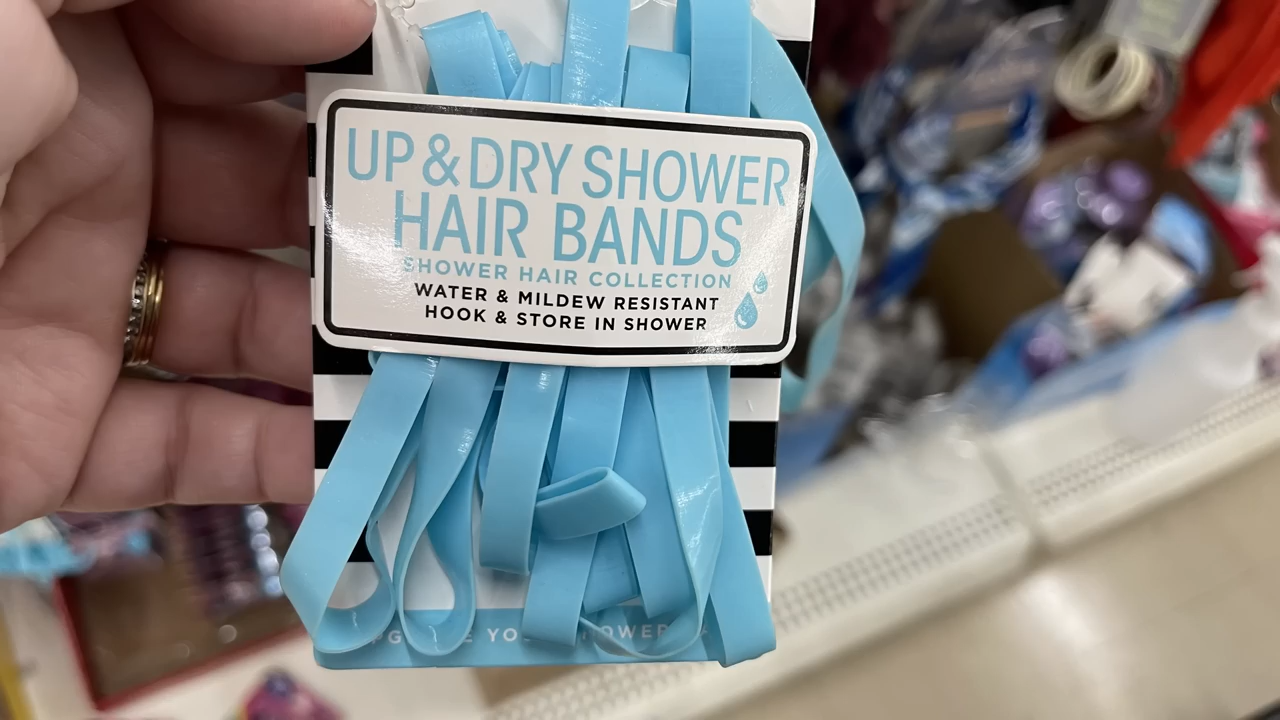 UP & DRY SHOWER
HAIR BANDS
SHOWER HAIR COLLECTION
WATER & MILDEW RESISTANT
HOOK & STORE IN SHOWER